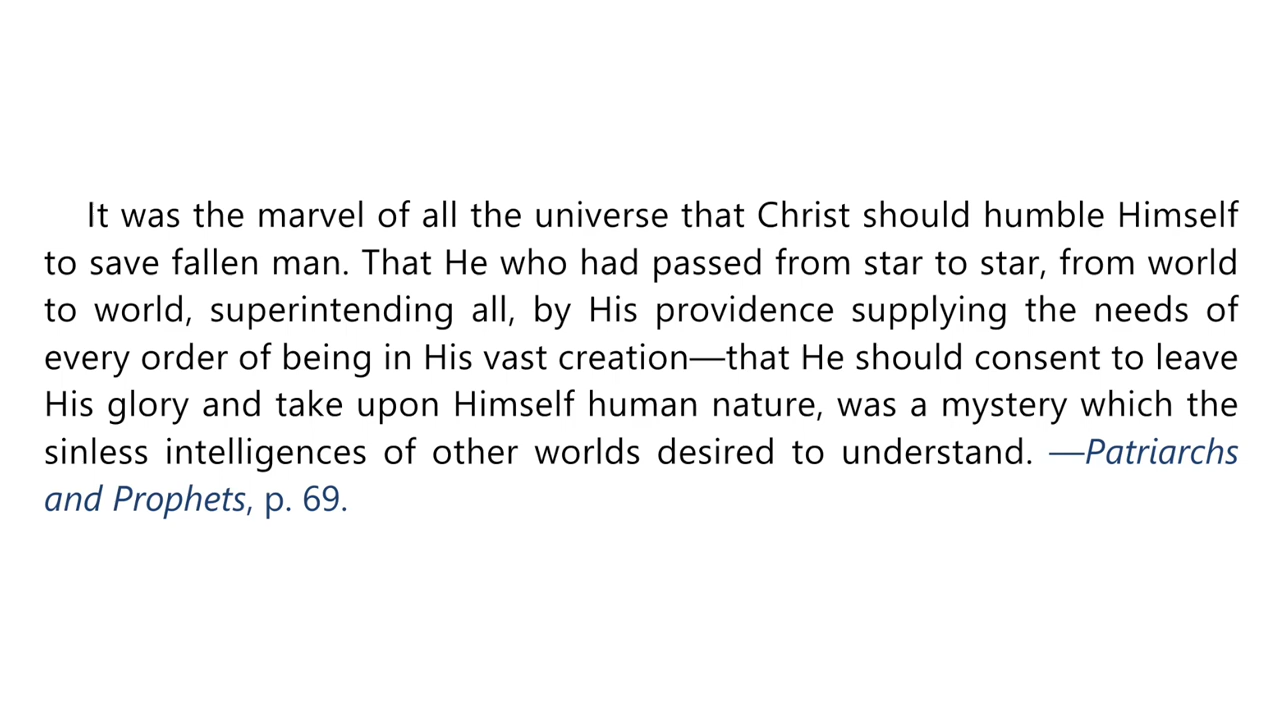 It was the marvel of all the universe that Christ should humble Himself
to save fallen man. That He who had passed from star to star, from world
to world, superintending all, by His providence supplying the needs of
every order of being in His vast creation—that He should consent to leave
His glory and take upon Himself human nature, was a mystery which the
sinless intelligences of other worlds desired to understand. —Patriarchs
and Prophets, p. 69.